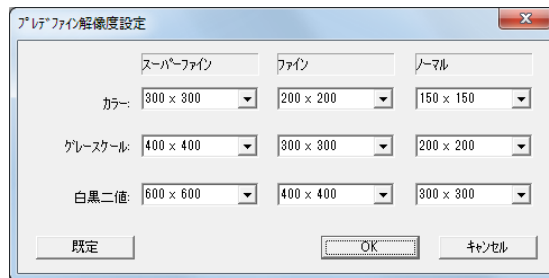 ﾌﾟﾚﾃﾞﾌｧｲﾝ解像度設定
スーパーファイン ファイン ノーマル
カラー: 300 x 300 200 x 200 150 x 150
グレースケール: 400 x 400 300 x 300 200 x 200
白黒二値: 600 x 600 400 x 400 300 x 300
既定 OK ｷｬﾝｾﾙ